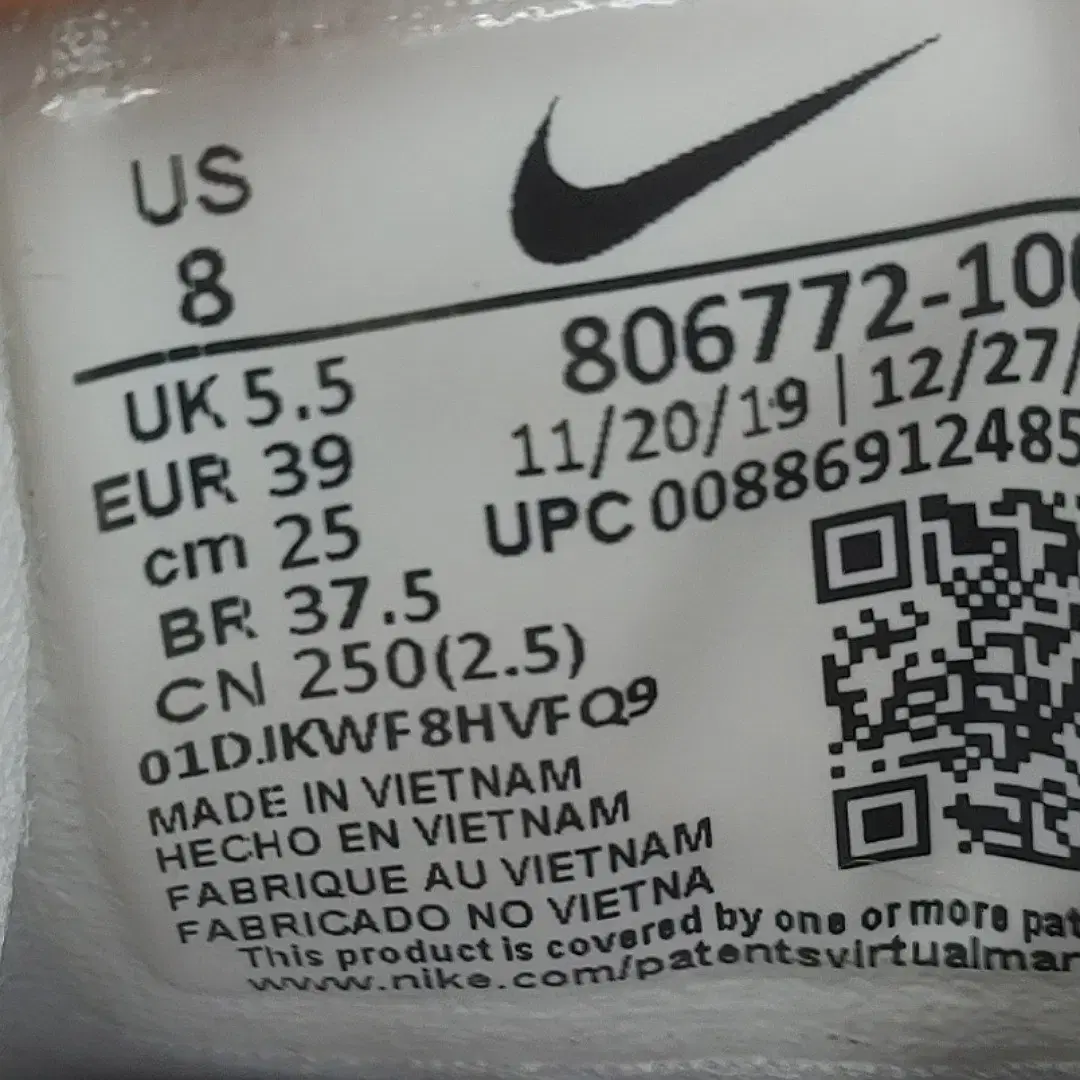 US
8
UK 5.5
EUR 39
cm 25
BR 37.5
CN 250(2.5)
01DJKWF8HVFQ9
MADE IN VIETNAM
HECHO EN VIETNAM
FABRIQUE AU VIETNAM
FABRICADO NO VIETNA
806772-10
11/20/19 | 12/27/
UPC 00886912485
This product is covered by one or more pat
www.nike.com/patentsvirtualmar